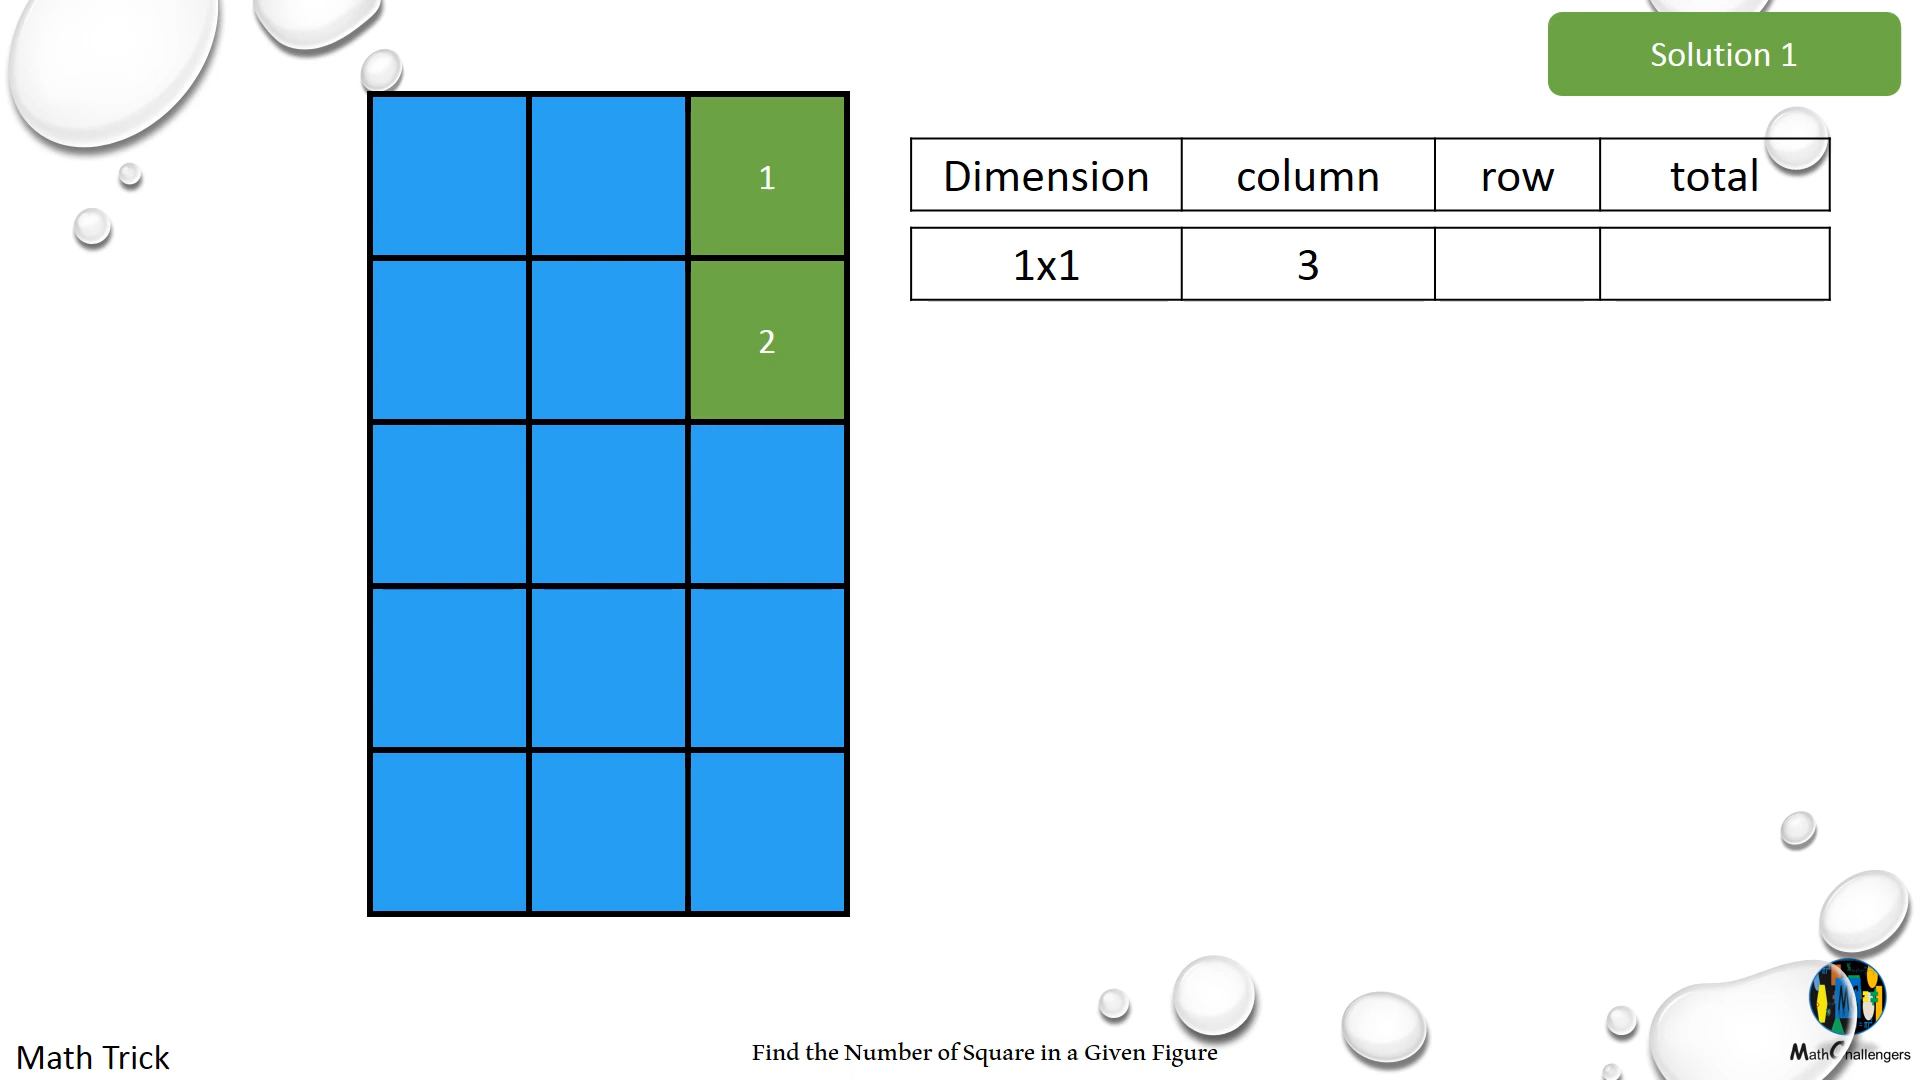 Solution 1
1
2
Dimension column row total
1x1 3
Math Trick
Find the Number of Square in a Given Figure
MathChallengers